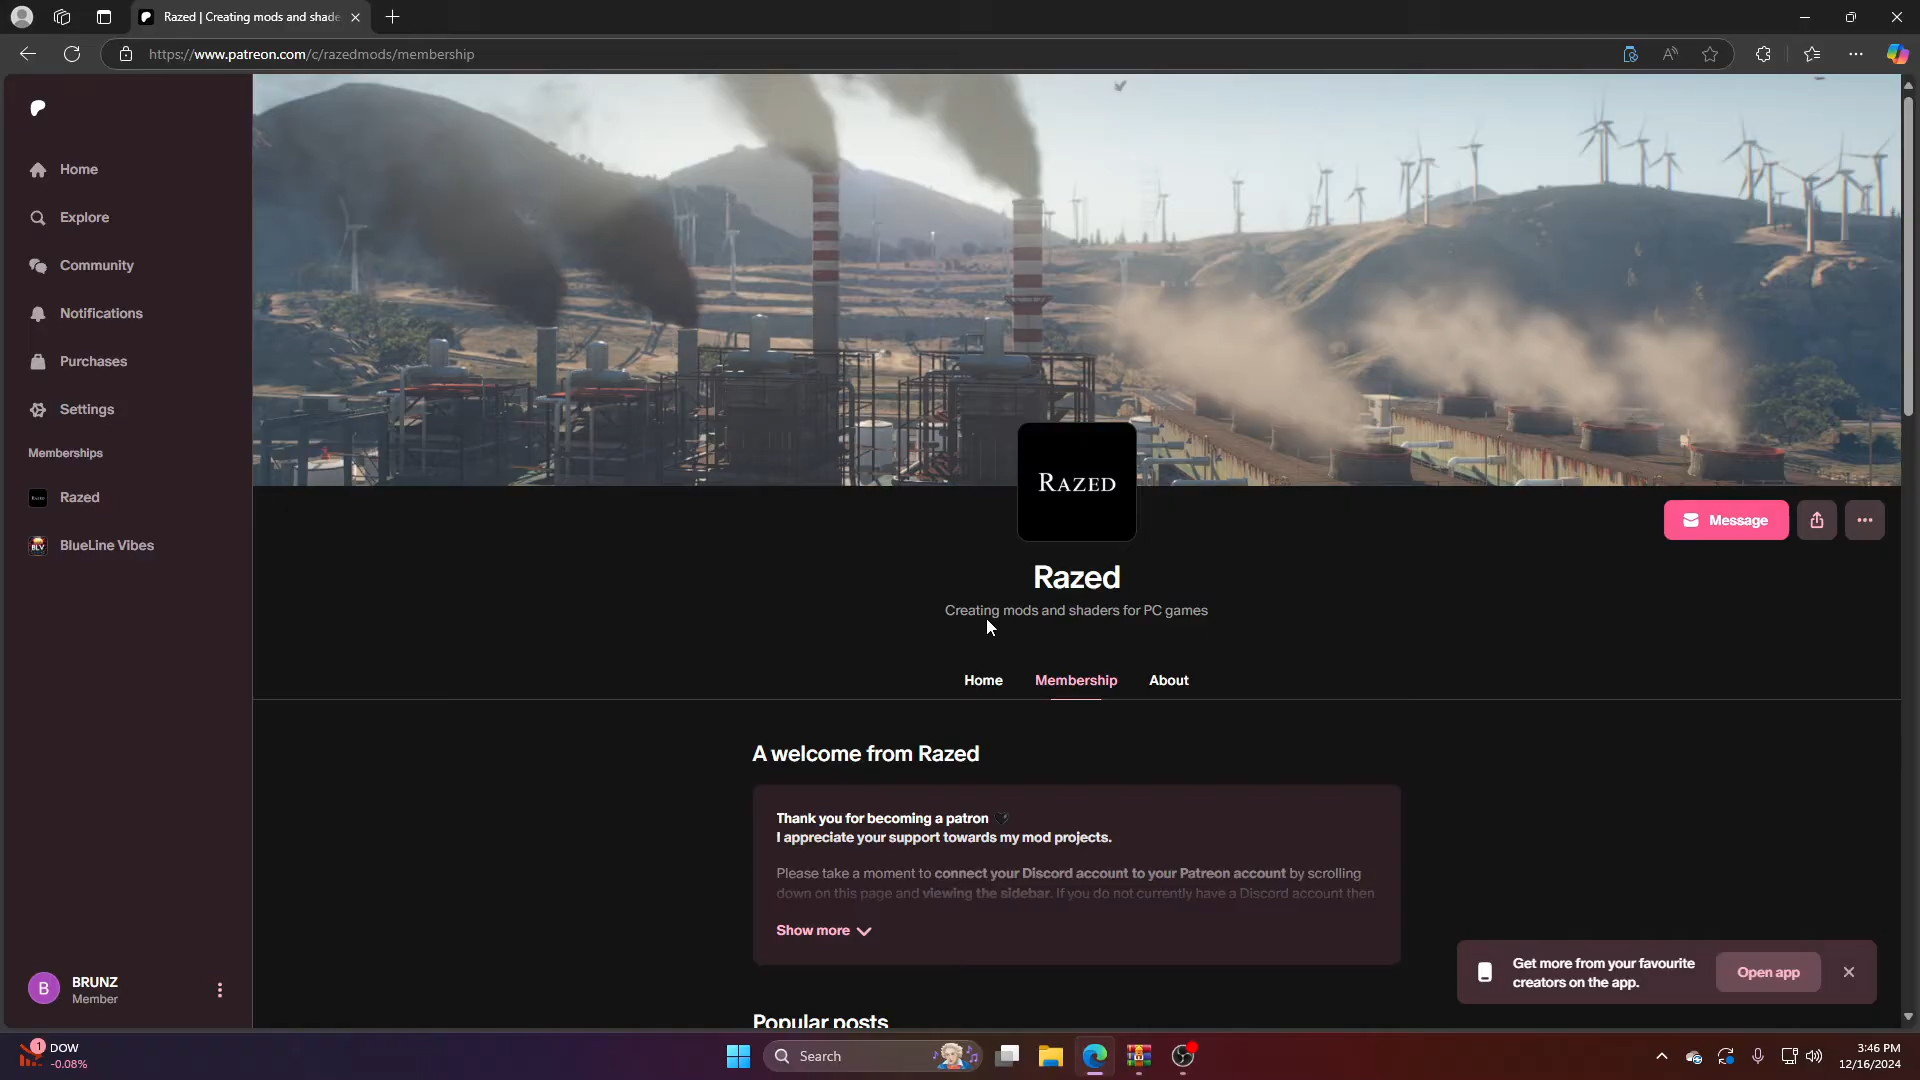 Razed | Creating mods and shade
https://www.patreon.com/c/razedmods/membership
Home
Explore
Community
Notifications
Purchases
Settings
Memberships
Razed
BlueLine Vibes
B
BRUNZ
Member
RAZED
Message
Razed
Creating mods and shaders for PC games
Home
Membership
About
A welcome from Razed
Thank you for becoming a patron 🖤
I appreciate your support towards my mod projects.
Please take a moment to connect your Discord account to your Patreon account by scrolling
down on this page and viewing the sidebar. If you do not currently have a Discord account then
Show more
Popular posts
Get more from your favourite
creators on the app.
Open app
1
DOW
-0.08%
Search
3:46 PM
12/16/2024